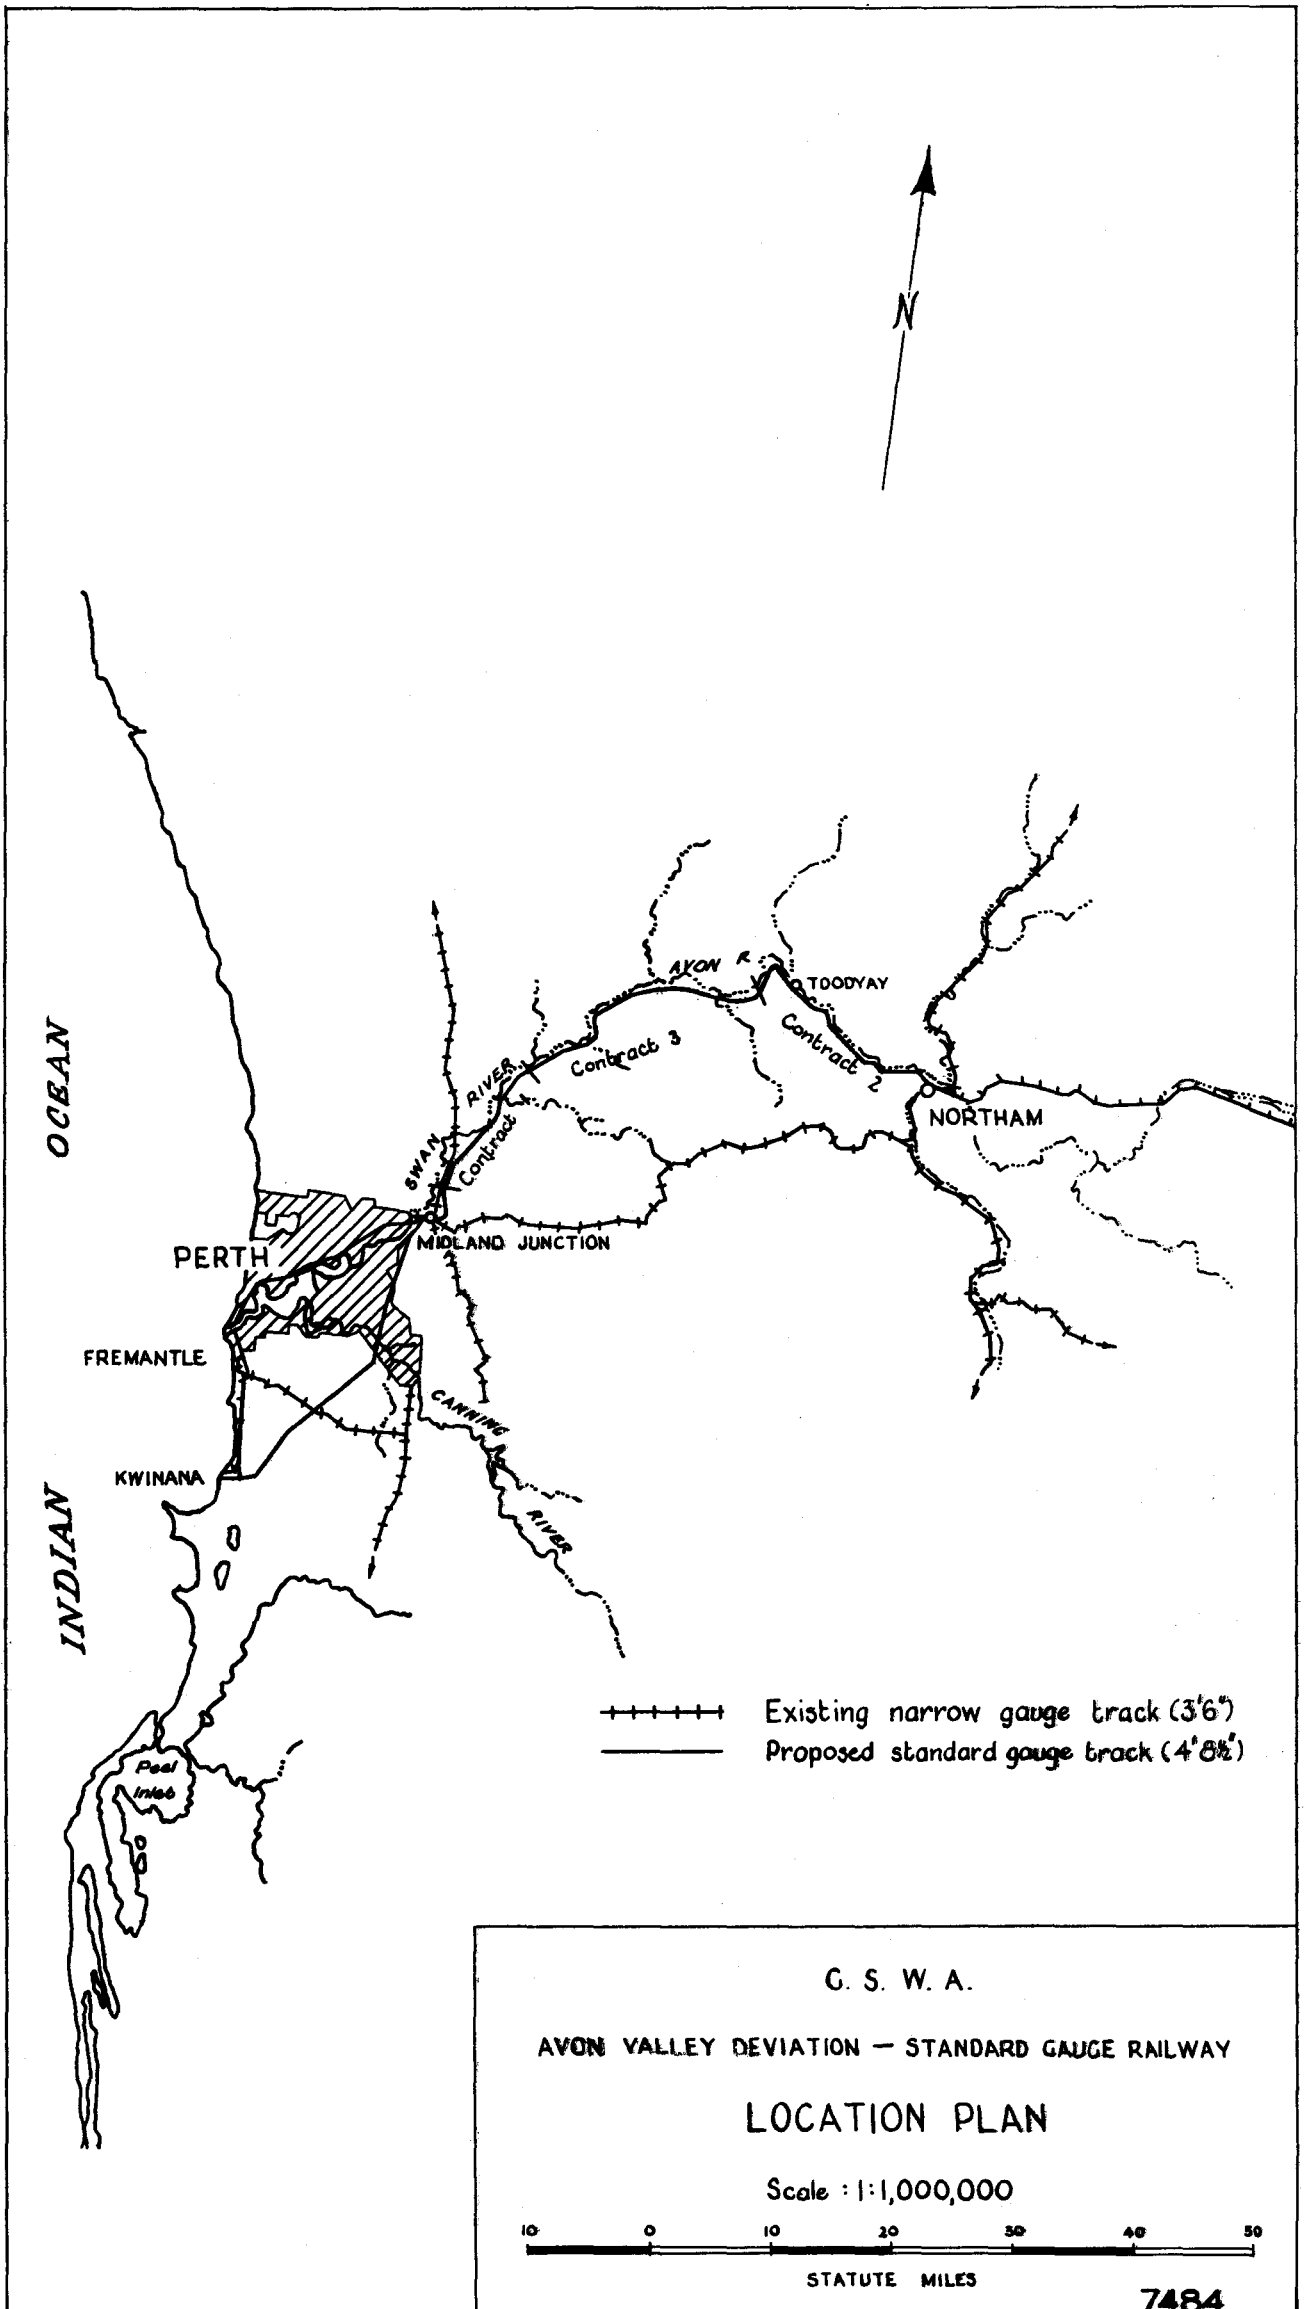 N
AVON R.
TOODYAY
Contract 3
Contract 2
SWAN RIVER
Contract
NORTHAM
OCEAN
MIDLAND JUNCTION
PERTH
FREMANTLE
CANNING
KWINANA
RIVER
INDIAN
Existing narrow gauge track (3'6")
Proposed standard gauge track (4'8½")
Peel
Inlet
G. S. W. A.
AVON VALLEY DEVIATION — STANDARD GAUGE RAILWAY
LOCATION PLAN
Scale : 1:1,000,000
10 0 10 20 30 40 50
STATUTE MILES
7484